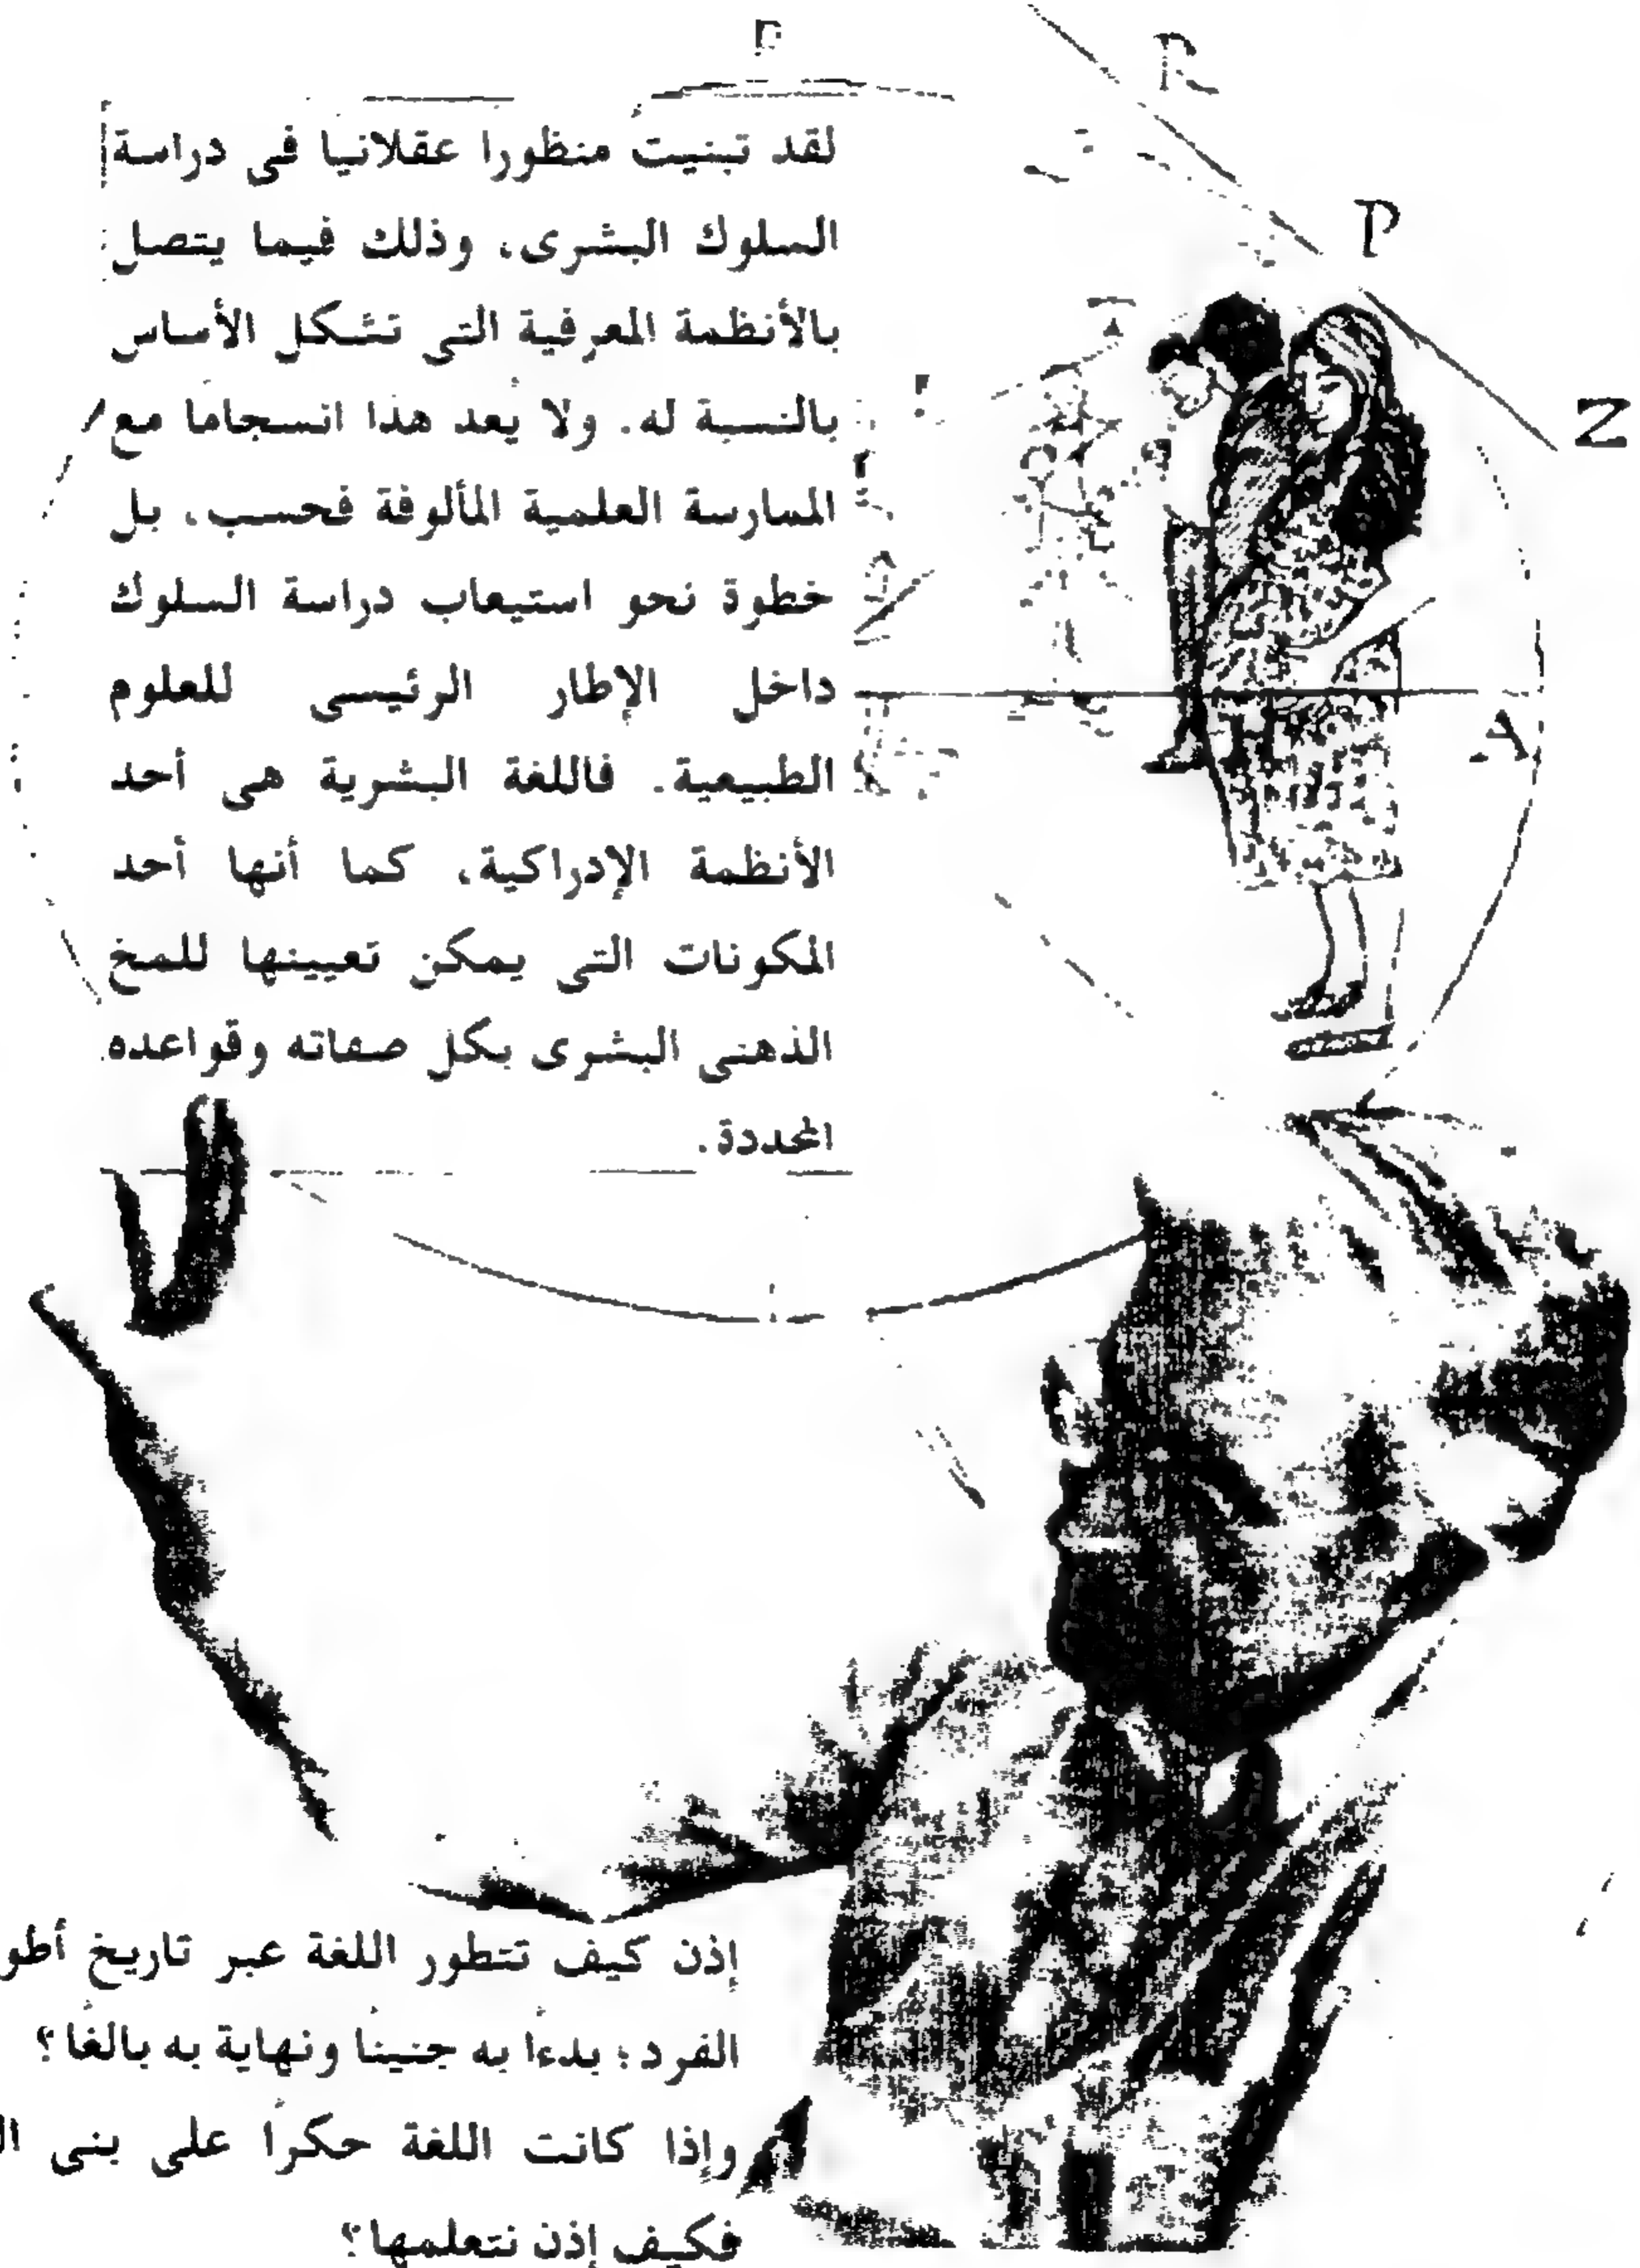 R
P
Z
A
لقد تبنيت منظورا عقلانيا فى دراسة
السلوك البشرى، وذلك فيما يتصل
بالأنظمة المعرفية التى تشكل الأساس
بالنسبة له. ولا يُعد هذا انسجاما مع
الممارسة العلمية المألوفة فحسب، بل
خطوة نحو استيعاب دراسة السلوك
داخل الإطار الرئيسى للعلوم
الطبيعية. فاللغة البشرية هى أحد
الأنظمة الإدراكية، كما أنها أحد
المكونات التى يمكن تعيينها للمخ
الذهنى البشرى بكل صفاته وقواعده
المحددة.
إذن كيف تتطور اللغة عبر تاريخ
الفرد؛ بدءا به جنينا ونهاية به بالغا؟
وإذا كانت اللغة حكرا على بنى
فكيف إذن نتعلمها؟